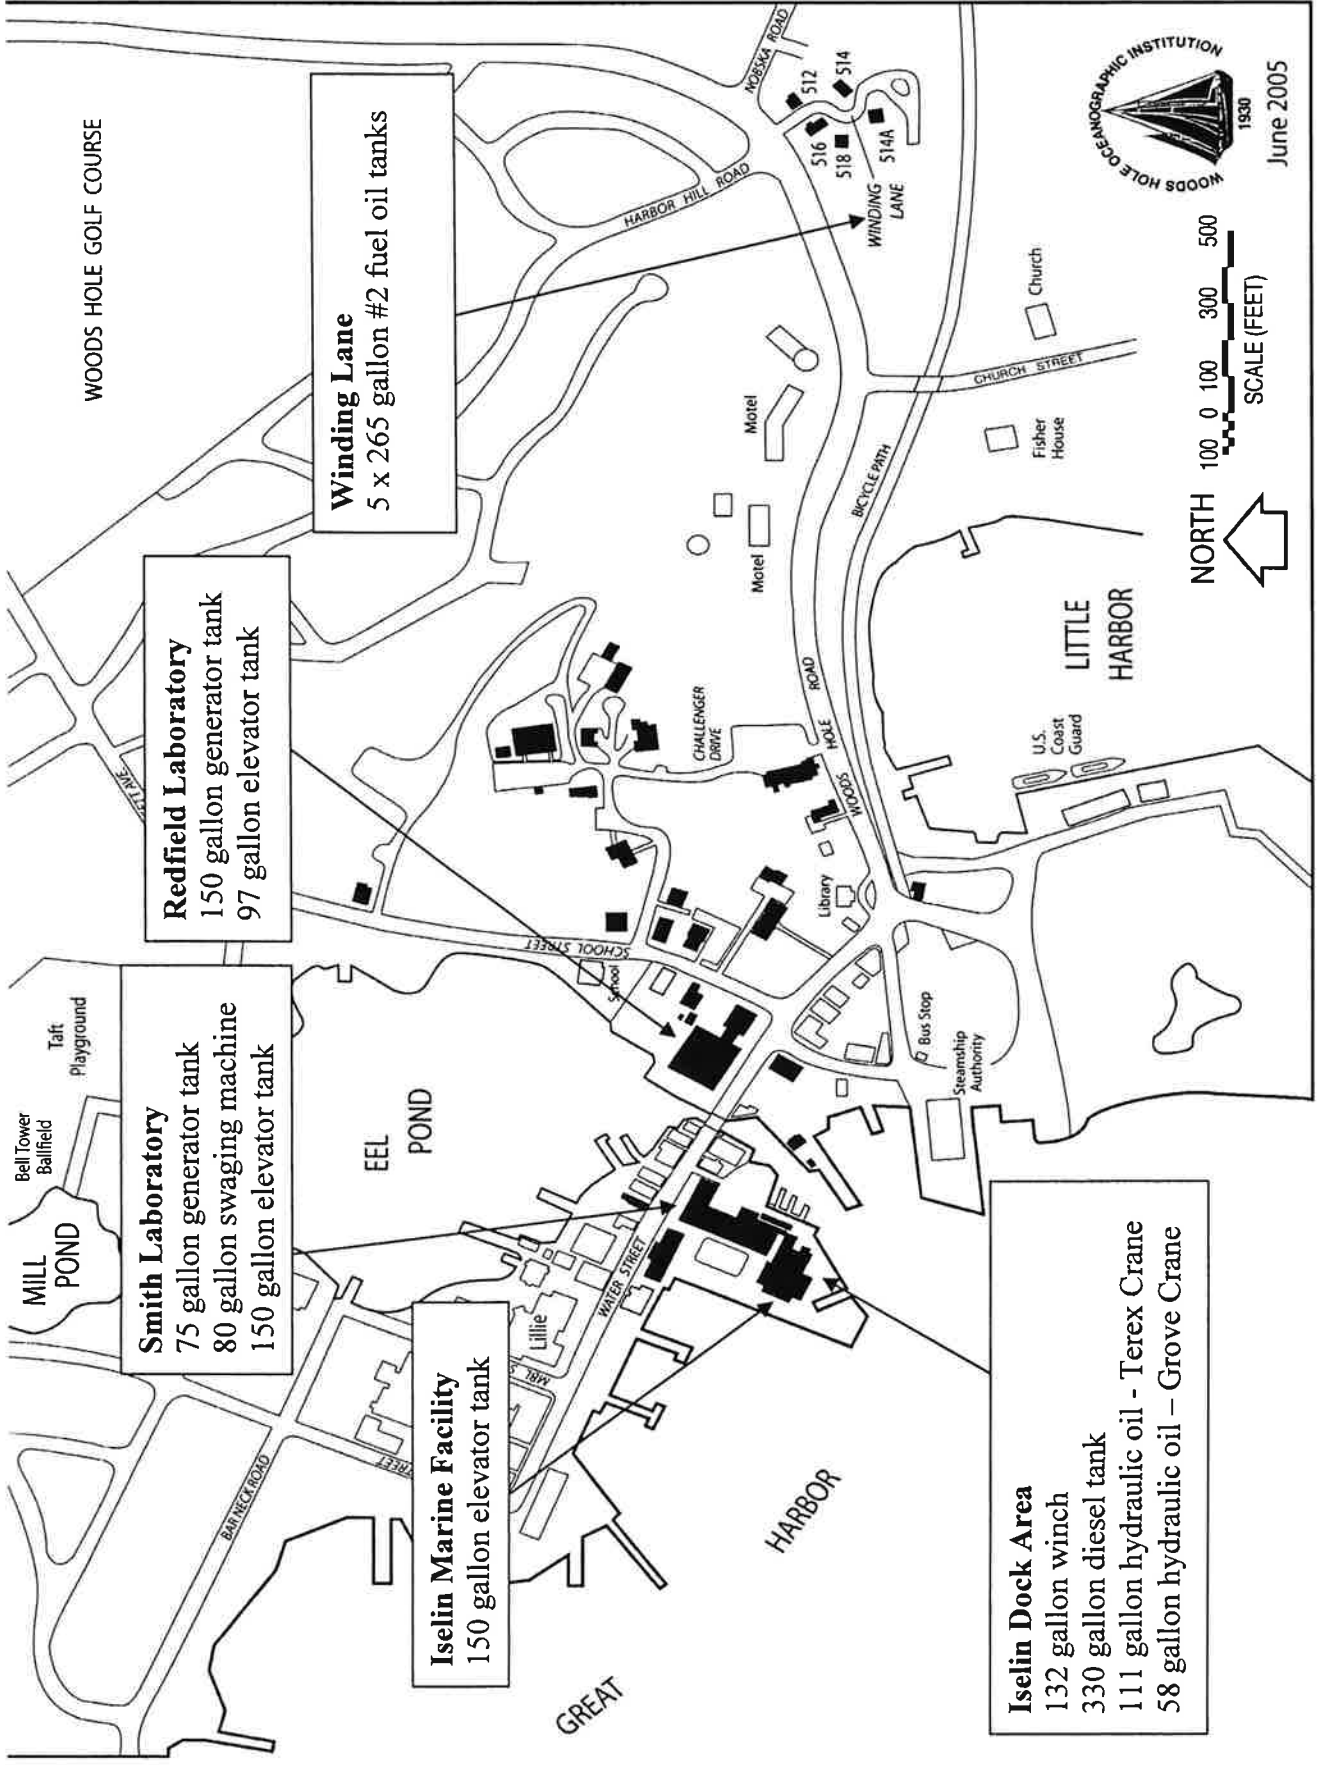 WOODS HOLE GOLF COURSE
Bell Tower
Ballfield
Taft
Playground
MILL
POND
EEL
POND
Redfield Laboratory
150 gallon generator tank
97 gallon elevator tank
Winding Lane
5 x 265 gallon #2 fuel oil tanks
Smith Laboratory
75 gallon generator tank
80 gallon swaging machine
150 gallon elevator tank
Iselin Marine Facility
150 gallon elevator tank
Iselin Dock Area
132 gallon winch
330 gallon diesel tank
111 gallon hydraulic oil - Terex Crane
58 gallon hydraulic oil – Grove Crane
BAR NECK ROAD
STREET
MBL S
Lillie
WATER STREET
SCHOOL STREET
School
CHALLENGER
DRIVE
Library
WOODS
HOLE
ROAD
Motel
Motel
HARBOR HILL ROAD
NOBSKA ROAD
512
514
516
518
514A
WINDING
LANE
BICYCLE PATH
CHURCH STREET
Church
Fisher
House
Bus Stop
Steamship
Authority
U.S.
Coast
Guard
LITTLE
HARBOR
GREAT
HARBOR
NORTH
100 0 100 300 500
SCALE (FEET)
WOODS HOLE OCEANOGRAPHIC INSTITUTION
1930
June 2005